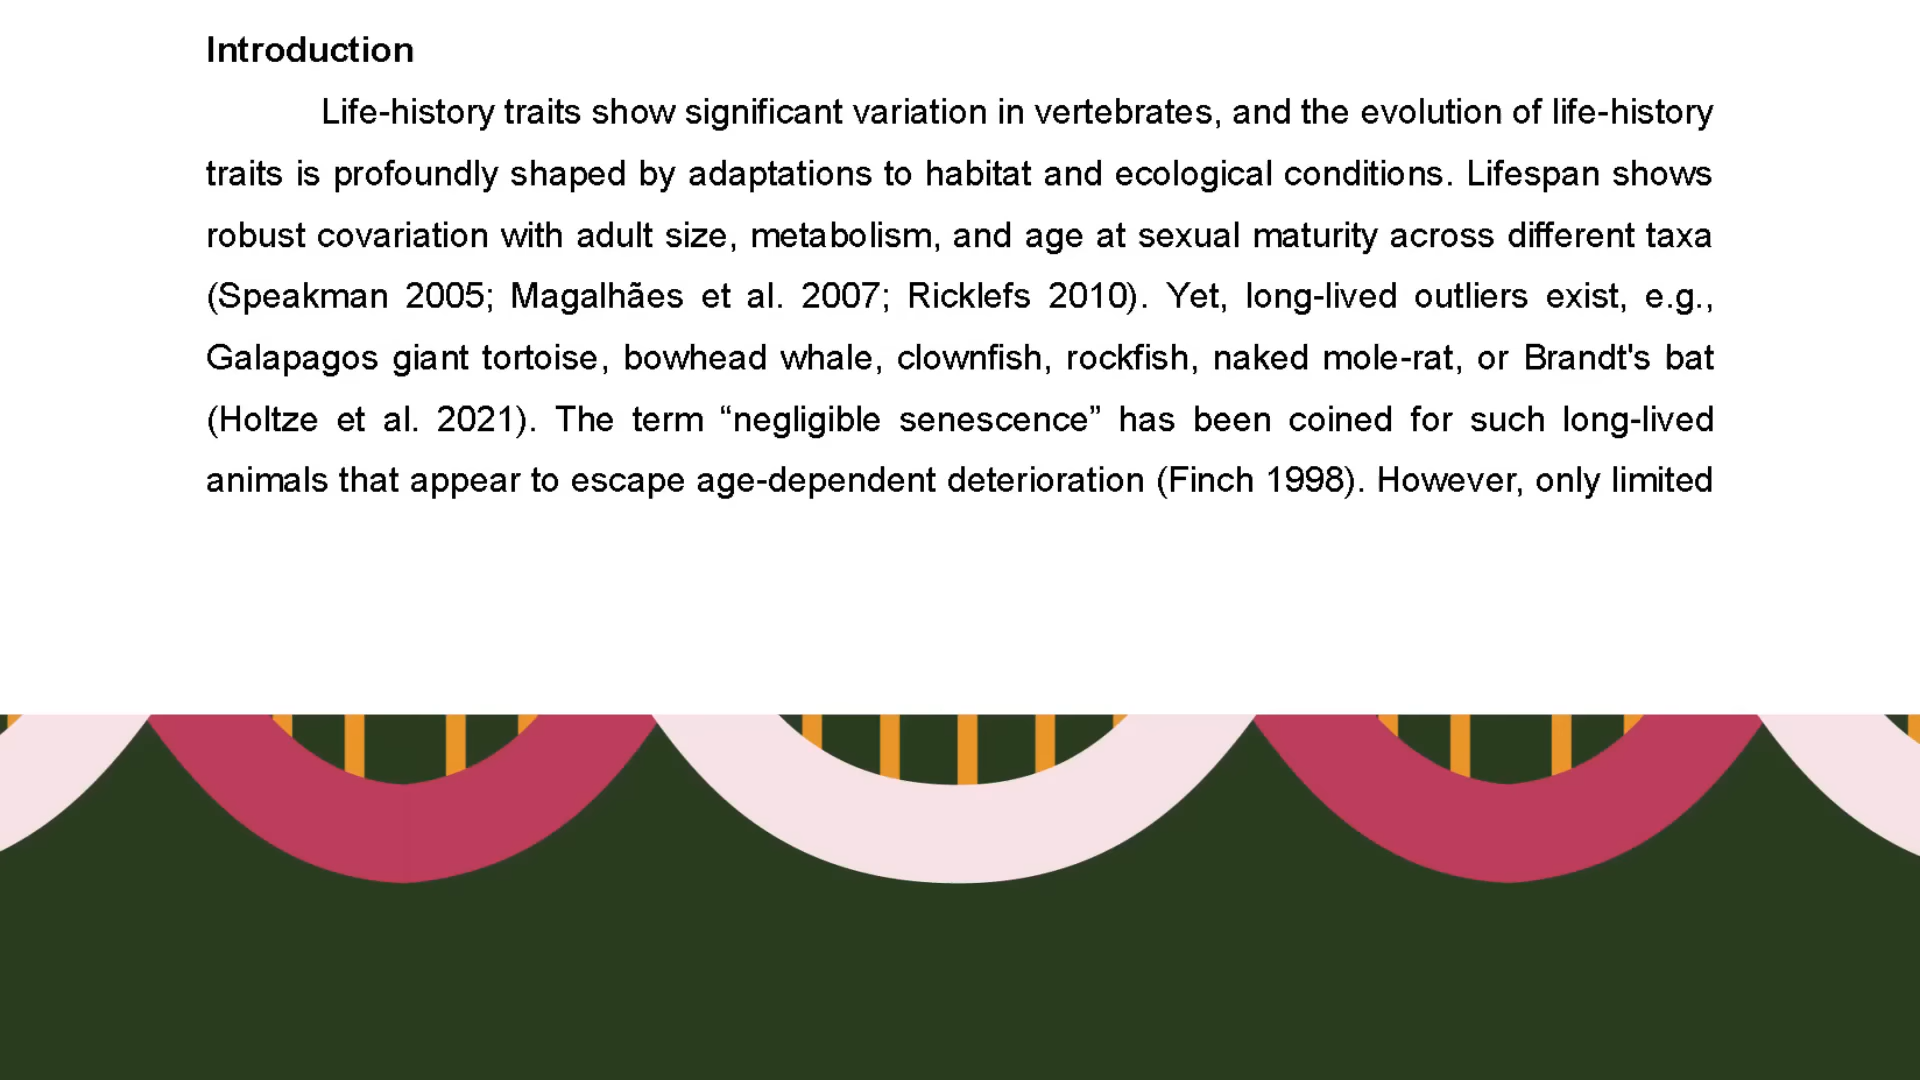 Introduction
Life-history traits show significant variation in vertebrates, and the evolution of life-history
traits is profoundly shaped by adaptations to habitat and ecological conditions. Lifespan shows
robust covariation with adult size, metabolism, and age at sexual maturity across different taxa
(Speakman 2005; Magalhães et al. 2007; Ricklefs 2010). Yet, long-lived outliers exist, e.g.,
Galapagos giant tortoise, bowhead whale, clownfish, rockfish, naked mole-rat, or Brandt's bat
(Holtze et al. 2021). The term “negligible senescence” has been coined for such long-lived
animals that appear to escape age-dependent deterioration (Finch 1998). However, only limited